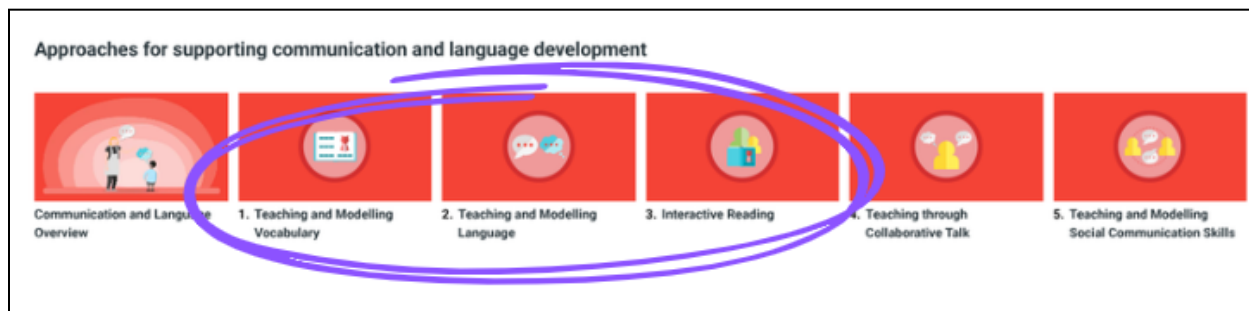 Approaches for supporting communication and language development
Communication and Language
Overview
1. Teaching and Modelling
Vocabulary
2. Teaching and Modelling
Language
3. Interactive Reading
4. Teaching through
Collaborative Talk
5. Teaching and Modelling
Social Communication Skills